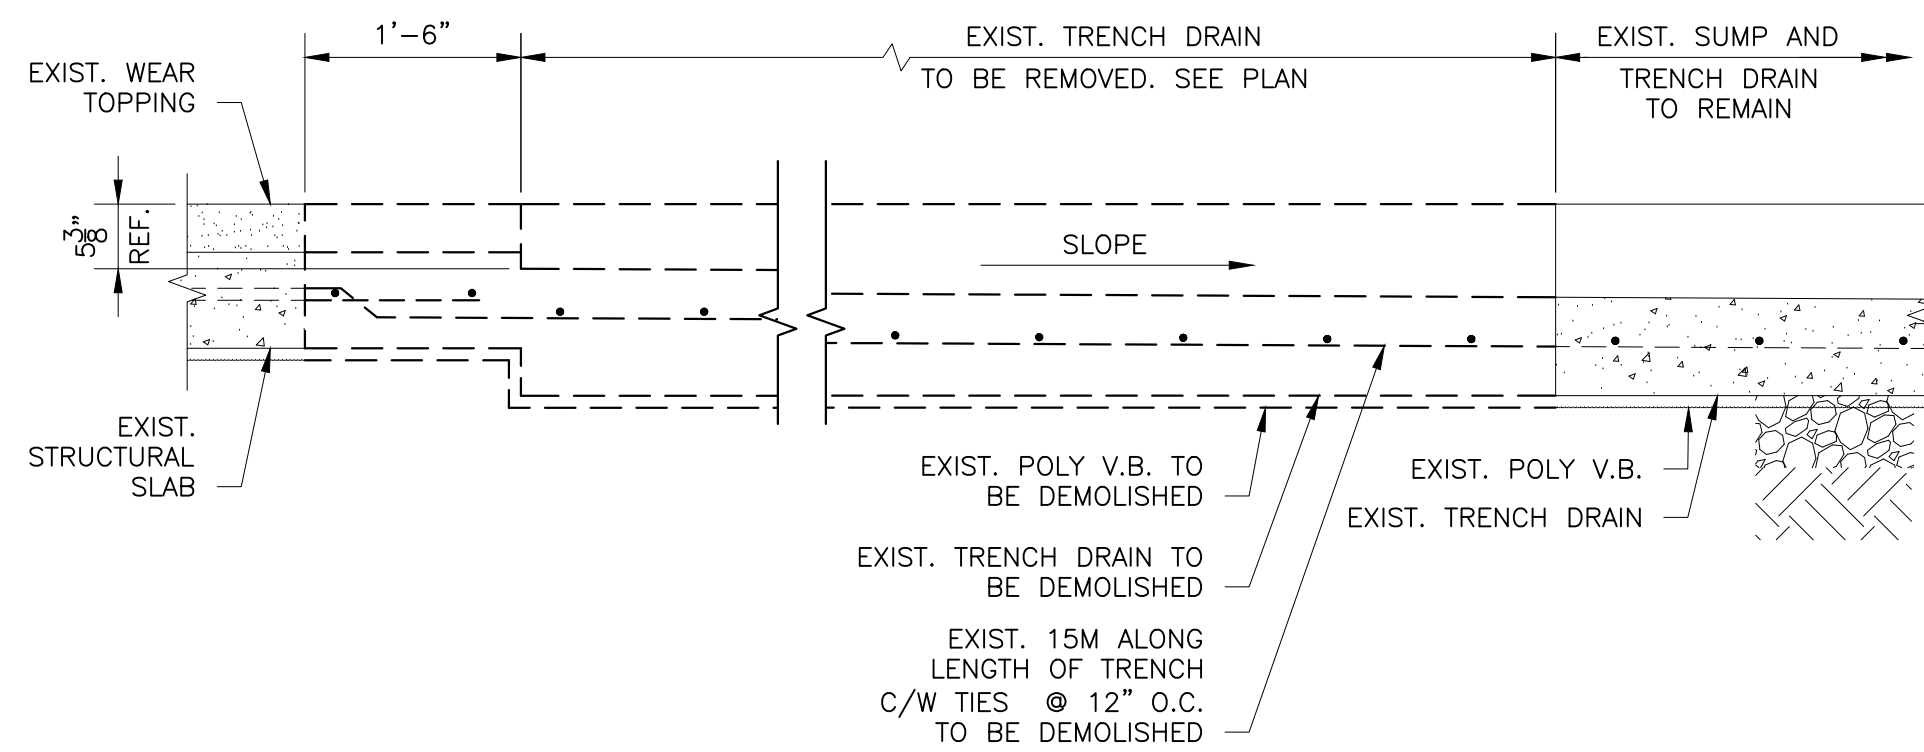 1'-6"
EXIST. TRENCH DRAIN
TO BE REMOVED. SEE PLAN
EXIST. SUMP AND
TRENCH DRAIN
TO REMAIN
EXIST. WEAR
TOPPING
5 3/8"
REF.
SLOPE
EXIST.
STRUCTURAL
SLAB
EXIST. POLY V.B. TO
BE DEMOLISHED
EXIST. POLY V.B.
EXIST. TRENCH DRAIN
EXIST. TRENCH DRAIN TO
BE DEMOLISHED
EXIST. 15M ALONG
LENGTH OF TRENCH
C/W TIES @ 12" O.C.
TO BE DEMOLISHED